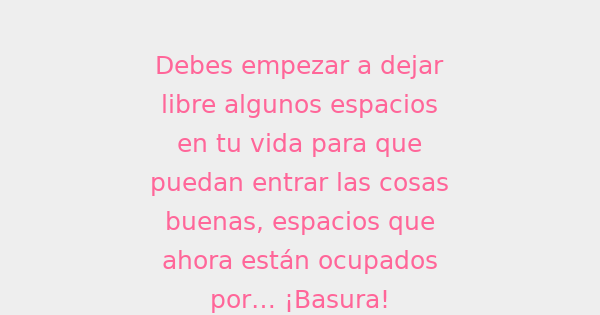 Debes empezar a dejar
libre algunos espacios
en tu vida para que
puedan entrar las cosas
buenas, espacios que
ahora están ocupados
por... ¡Basura!